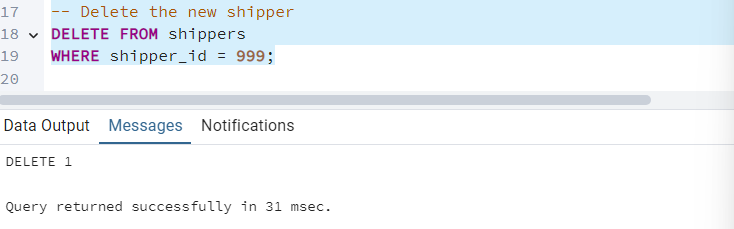 17 -- Delete the new shipper
18 DELETE FROM shippers
19 WHERE shipper_id = 999;
20
Data Output Messages Notifications
DELETE 1
Query returned successfully in 31 msec.